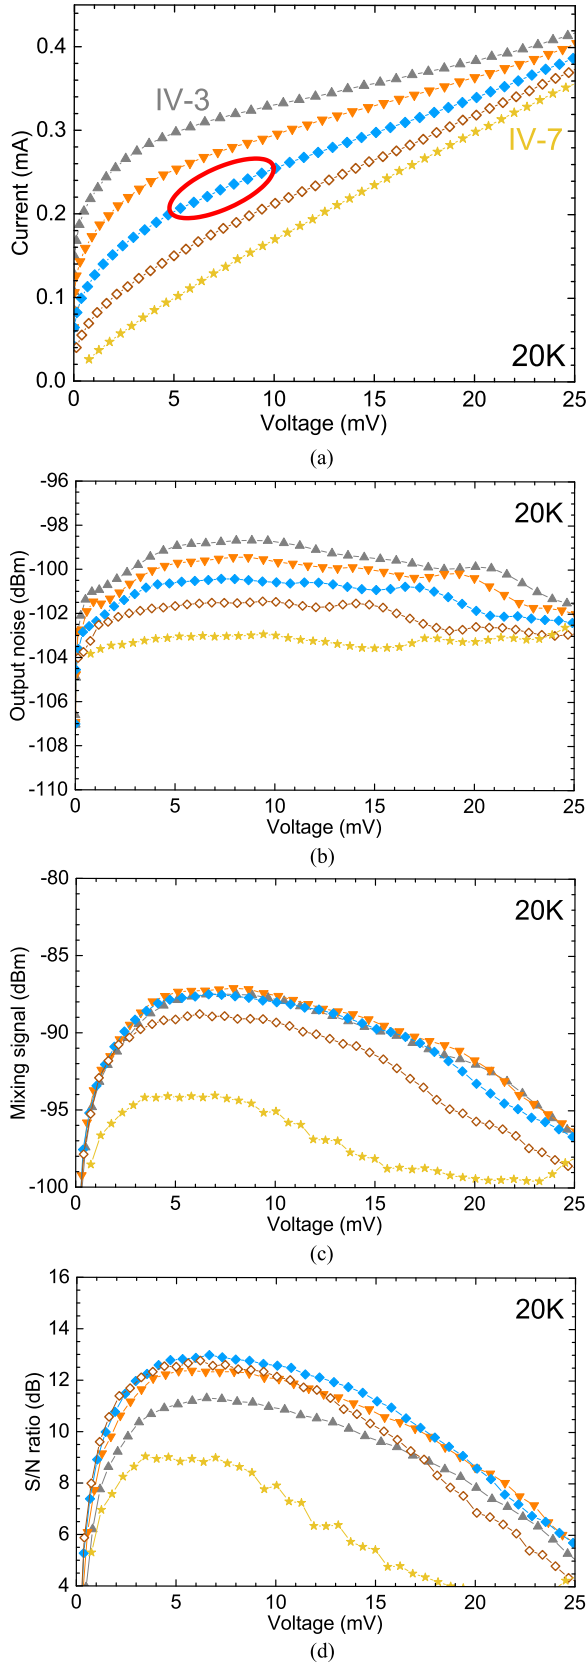 0.4
IV-3
0.3
IV-7
Current (mA)
0.2
0.1
20K
0.0
0 5 10 15 20 25
Voltage (mV)
(a)
-96
20K
-98
-100
Output noise (dBm)
-102
-104
-106
-108
-110
0 5 10 15 20 25
Voltage (mV)
(b)
-80
20K
-85
Mixing signal (dBm)
-90
-95
-100
0 5 10 15 20 25
Voltage (mV)
(c)
16
20K
14
12
S/N ratio (dB)
10
8
6
4
0 5 10 15 20 25
Voltage (mV)
(d)